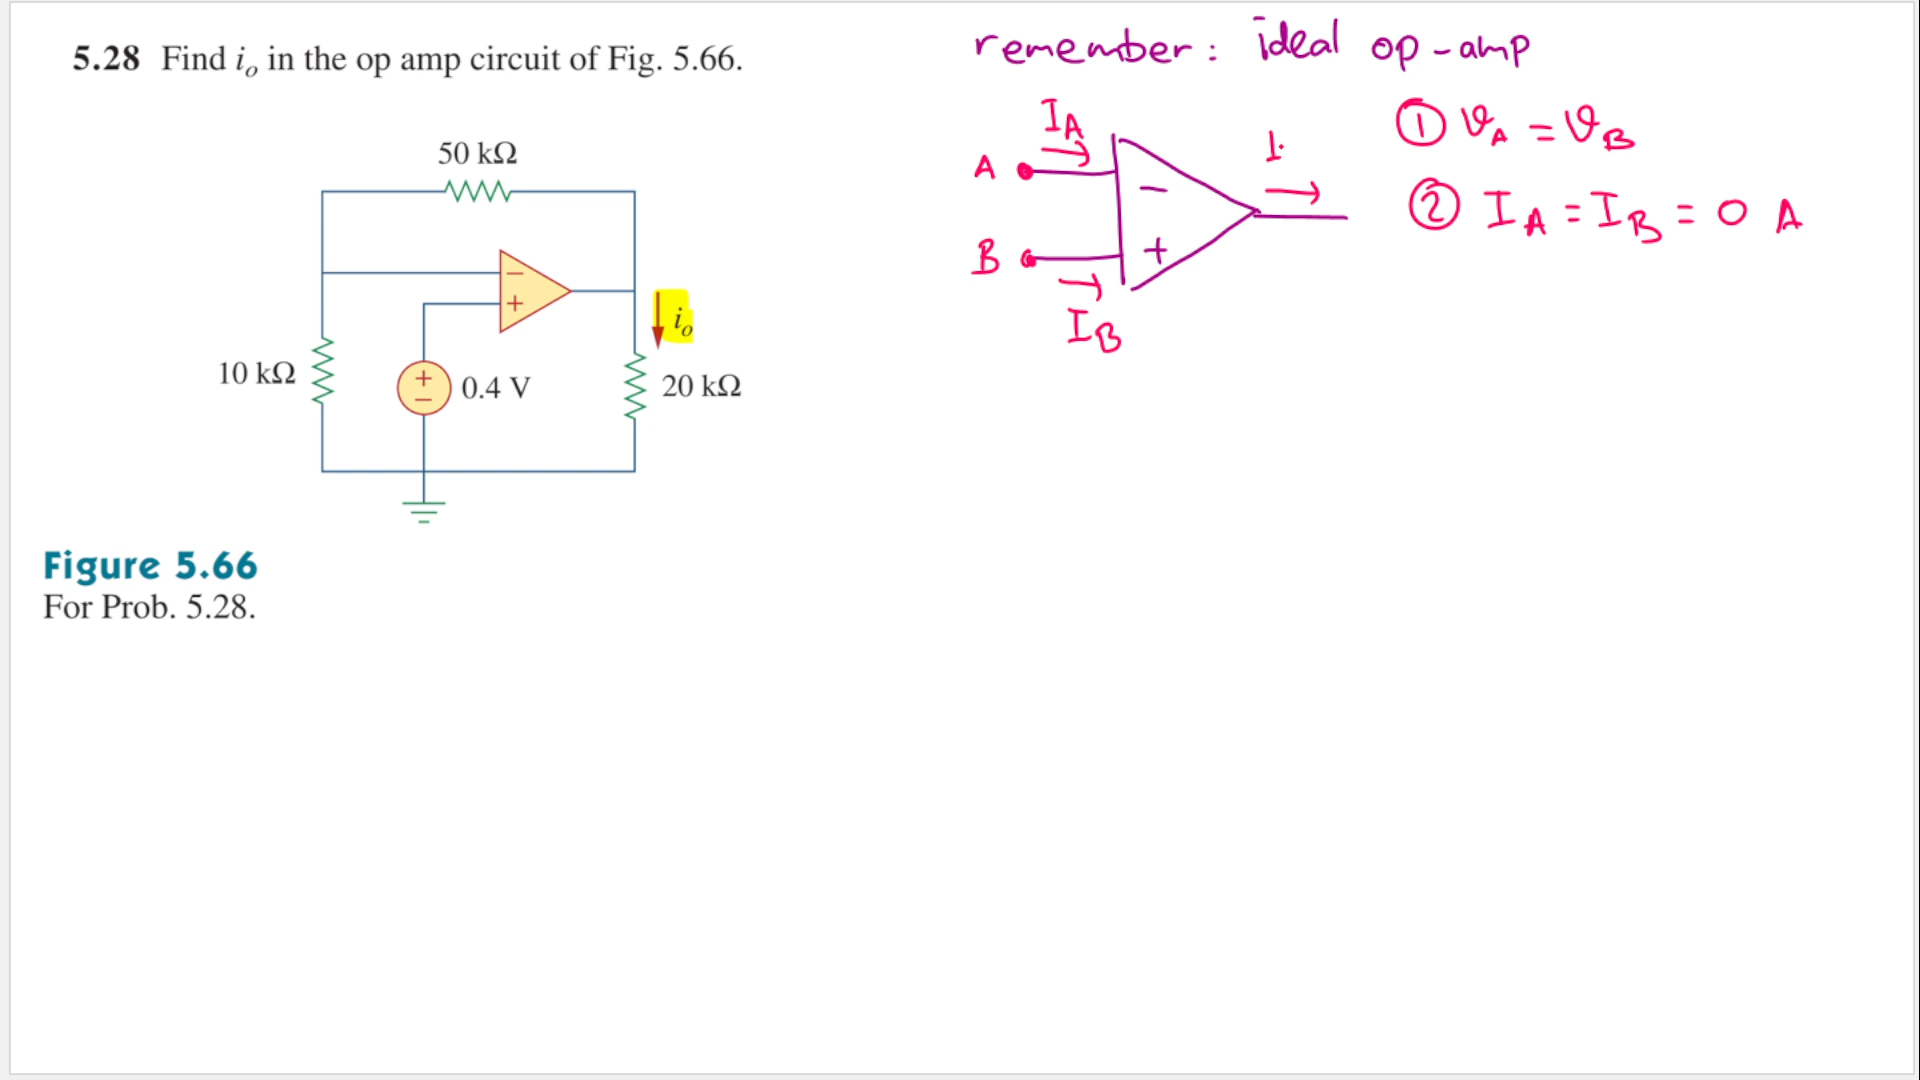 5.28 Find i_o in the op amp circuit of Fig. 5.66.
50 kΩ
−
+
i_o
10 kΩ
+
−
0.4 V
20 kΩ
Figure 5.66
For Prob. 5.28.
remember: ideal op-amp
I_A
A
−
B
+
I_B
① v_A = v_B
② I_A = I_B = 0 A